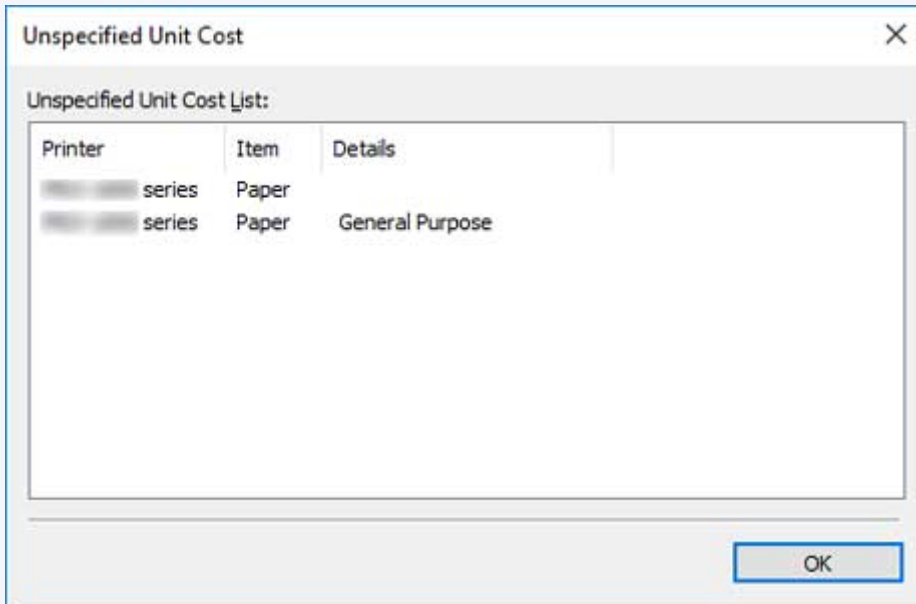 Unspecified Unit Cost
Unspecified Unit Cost List:
Printer Item Details
series Paper
series Paper General Purpose
OK